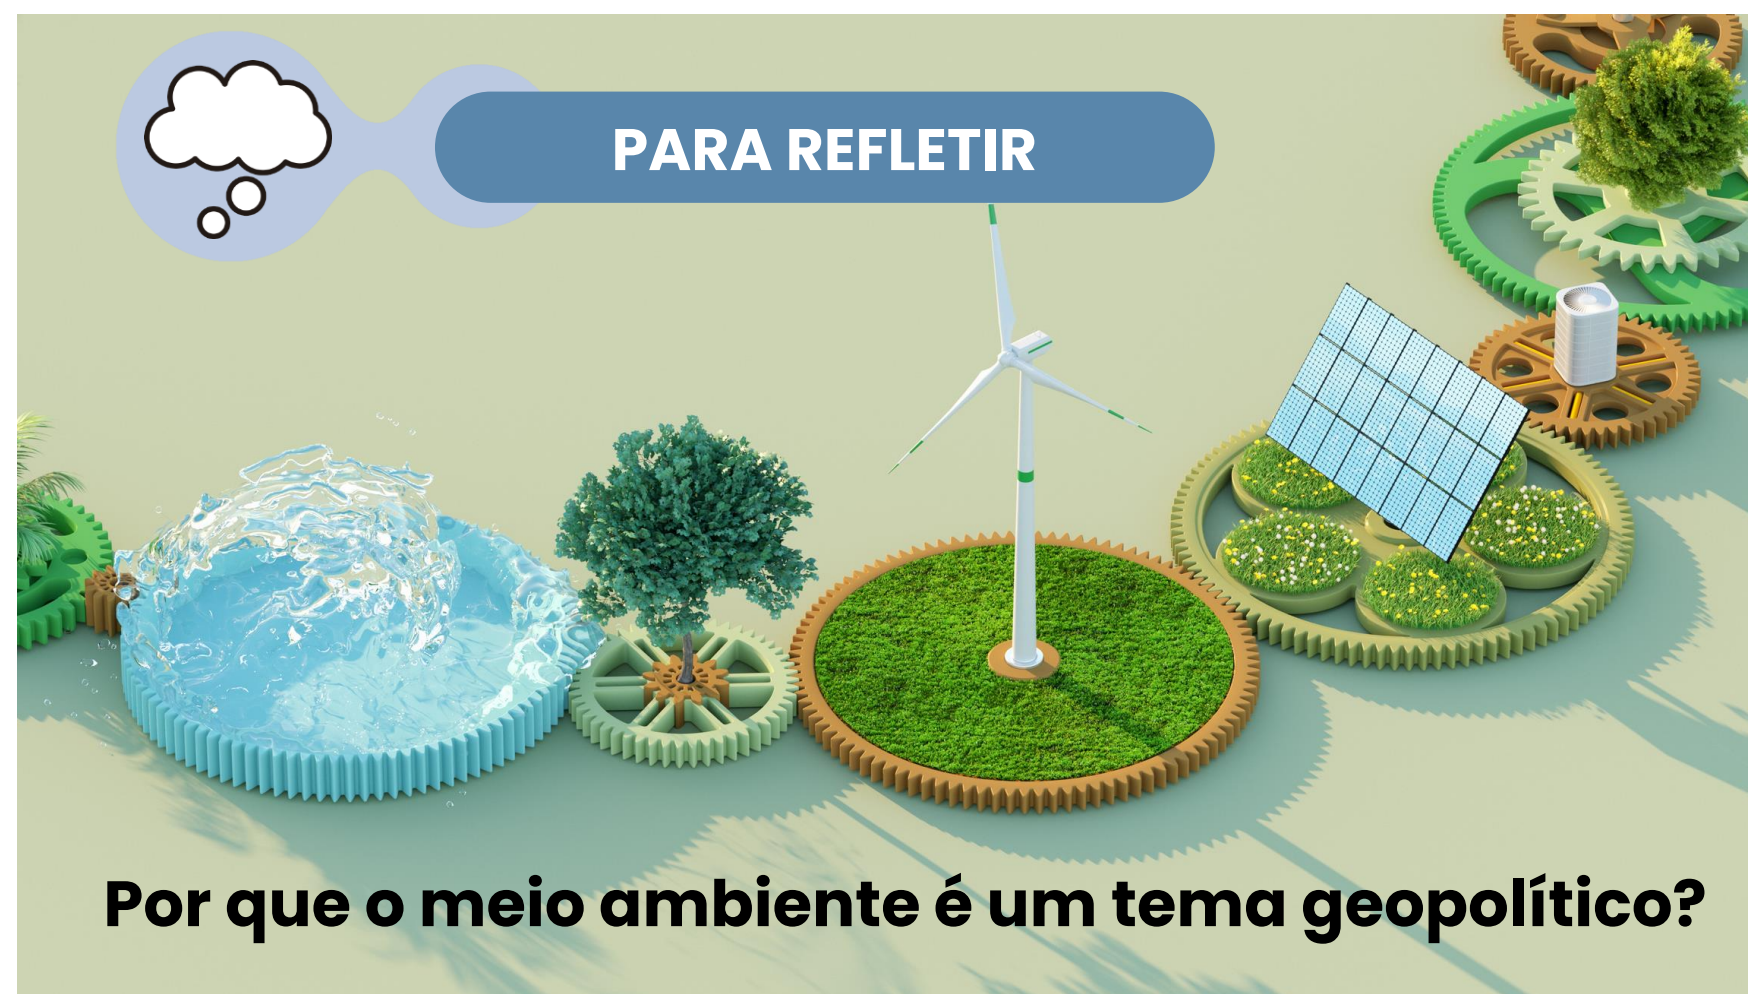 PARA REFLETIR
Por que o meio ambiente é um tema geopolítico?